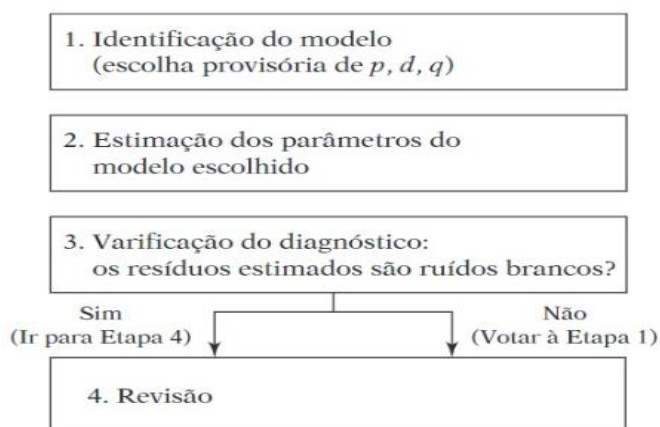 1. Identificação do modelo
(escolha provisória de p, d, q)
2. Estimação dos parâmetros do
modelo escolhido
3. Varificação do diagnóstico:
os resíduos estimados são ruídos brancos?
Sim
(Ir para Etapa 4)
Não
(Votar à Etapa 1)
4. Revisão